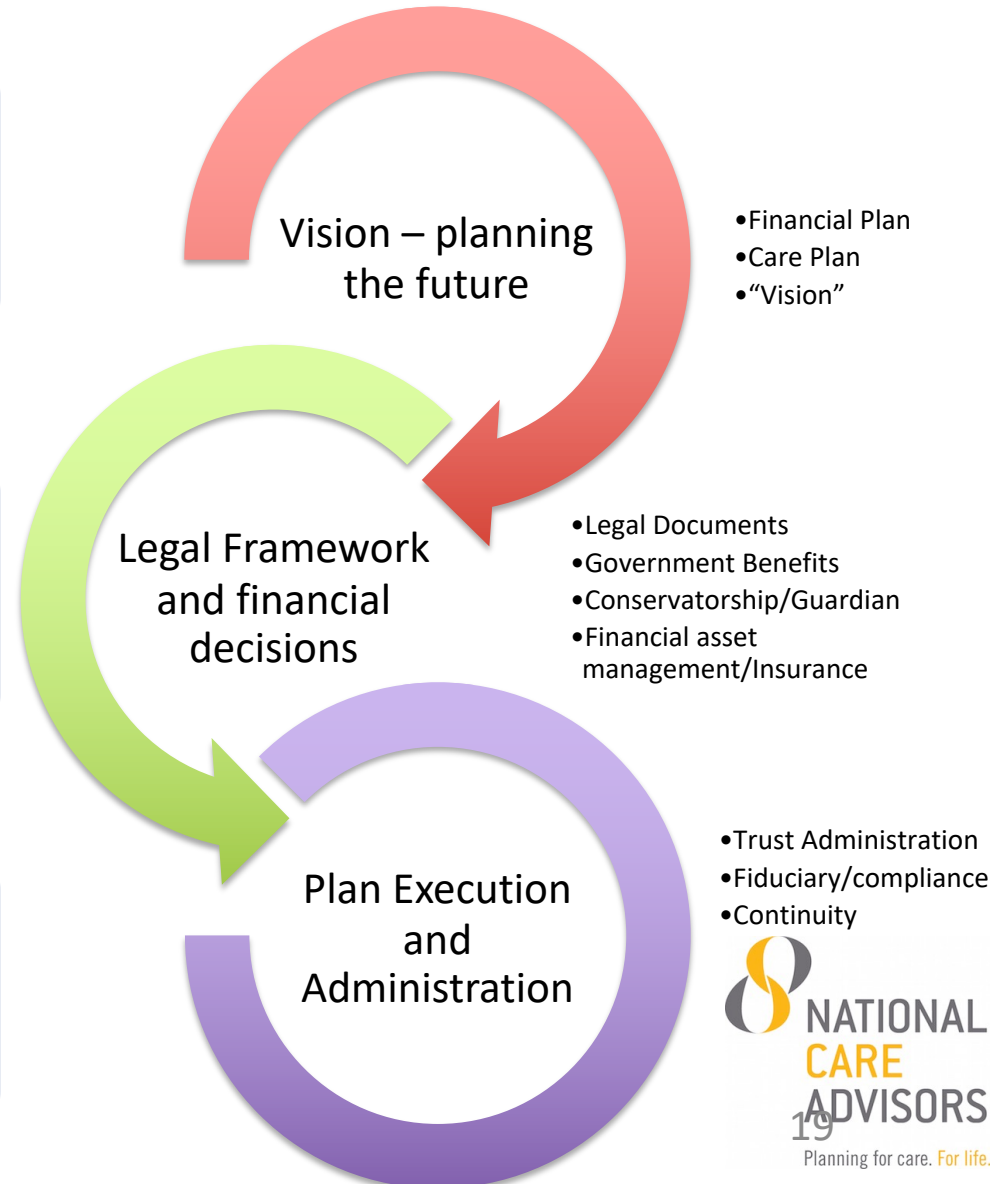 Vision – planning
the future
•Financial Plan
•Care Plan
•“Vision”
Legal Framework
and financial
decisions
•Legal Documents
•Government Benefits
•Conservatorship/Guardian
•Financial asset
management/Insurance
Plan Execution
and
Administration
•Trust Administration
•Fiduciary/compliance
•Continuity
NATIONAL
CARE
ADVISORS
19
Planning for care. For life.